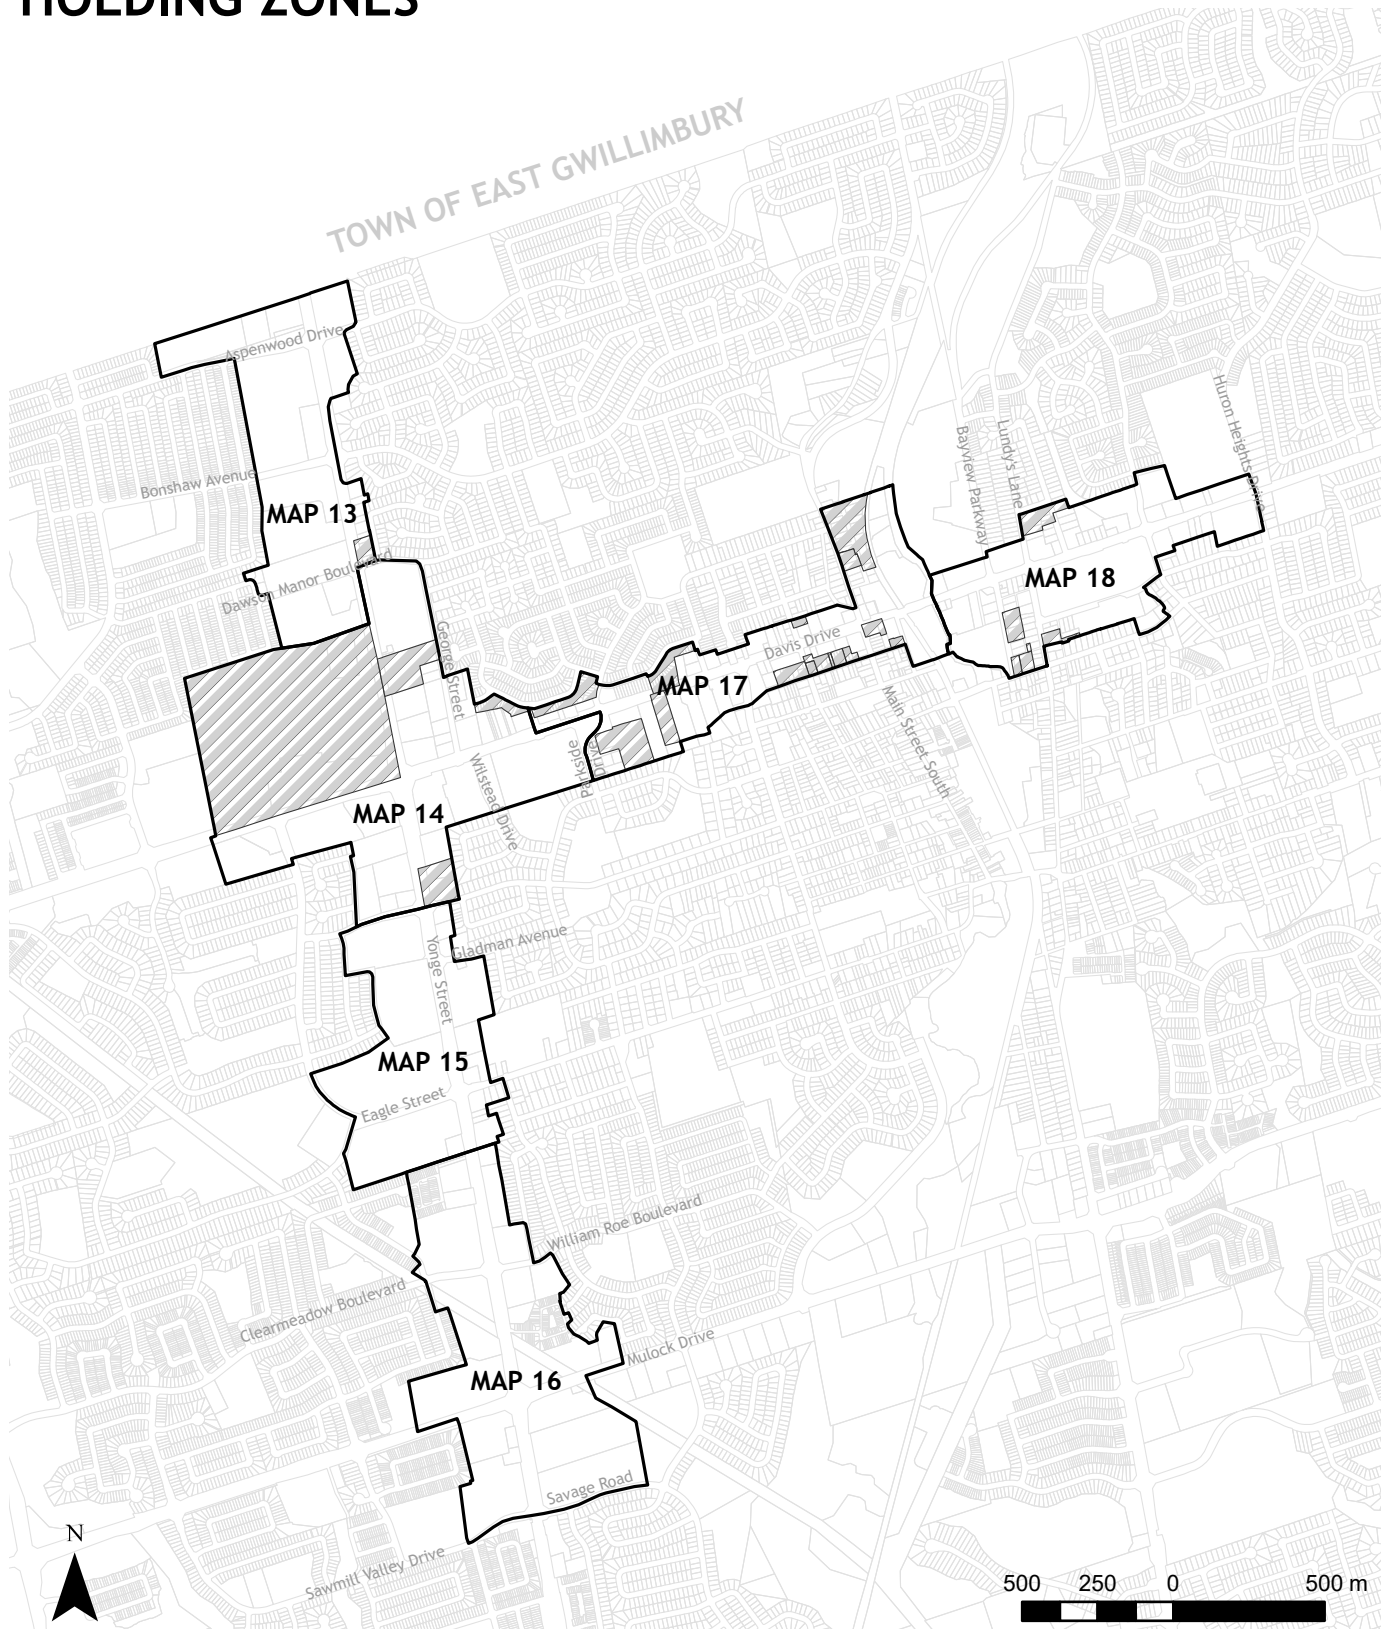 HOLDING ZONES
TOWN OF EAST GWILLIMBURY
Aspenwood Drive
Huron Heights Drive
Lundy's Lane
Bayview Parkway
Bonshaw Avenue
MAP 13
Dawson Manor Boulevard
MAP 18
George Street
Davis Drive
MAP 17
Main Street South
Parkside
Drive
Wilstead Drive
MAP 14
Gladman Avenue
Yonge Street
MAP 15
Eagle Street
William Roe Boulevard
Clearmeadow Boulevard
Mulock Drive
MAP 16
Savage Road
N
Sawmill Valley Drive
500 250 0 500 m